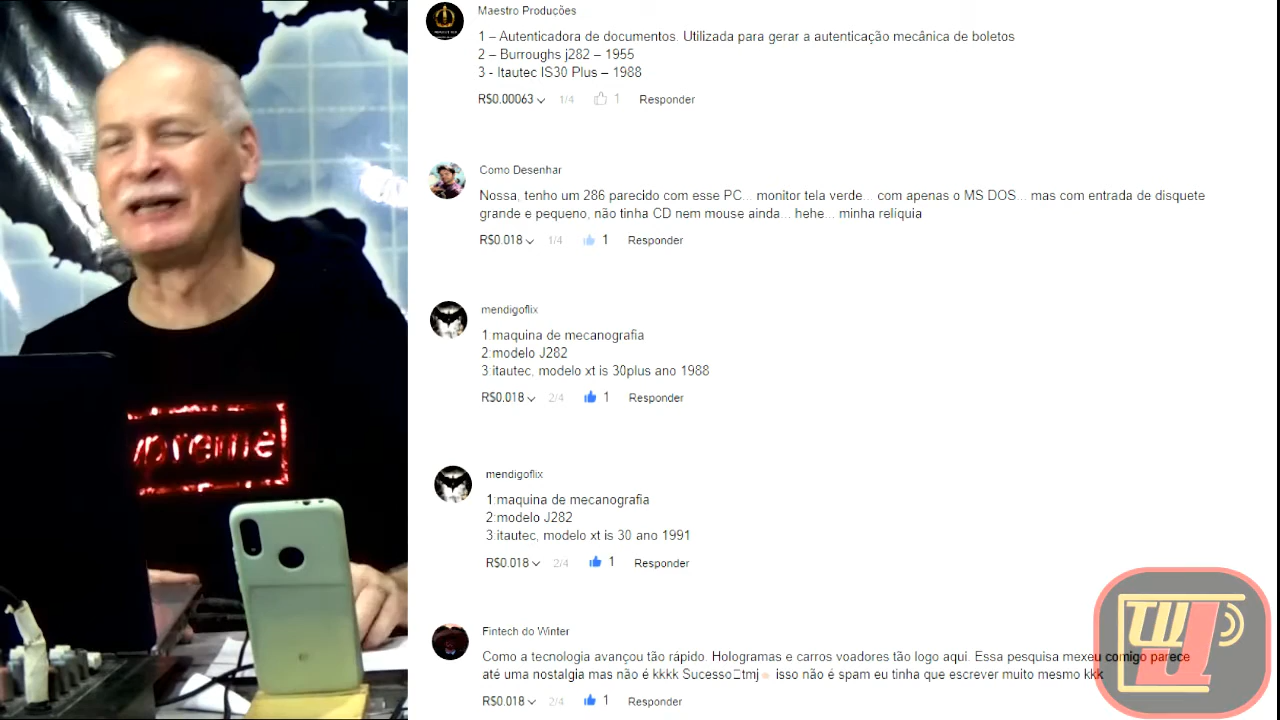 Maestro Produções
1 – Autenticadora de documentos. Utilizada para gerar a autenticação mecânica de boletos
2 – Burroughs j282 – 1955
3 - Itautec IS30 Plus – 1988
R$0.00063 1/4 1 Responder
Como Desenhar
Nossa, tenho um 286 parecido com esse PC... monitor tela verde... com apenas o MS DOS... mas com entrada de disquete
grande e pequeno, não tinha CD nem mouse ainda... hehe... minha relíquia
R$0.018 1/4 1 Responder
mendigoflix
1:maquina de mecanografia
2:modelo J282
3:itautec, modelo xt is 30plus ano 1988
R$0.018 2/4 1 Responder
mendigoflix
1:maquina de mecanografia
2:modelo J282
3:itautec, modelo xt is 30 ano 1991
R$0.018 2/4 1 Responder
Fintech do Winter
Como a tecnologia avançou tão rápido. Hologramas e carros voadores tão logo aqui. Essa pesquisa mexeu comigo parece
até uma nostalgia mas não é kkkk Sucesso tmj isso não é spam eu tinha que escrever muito mesmo kkk
R$0.018 2/4 1 Responder
preme